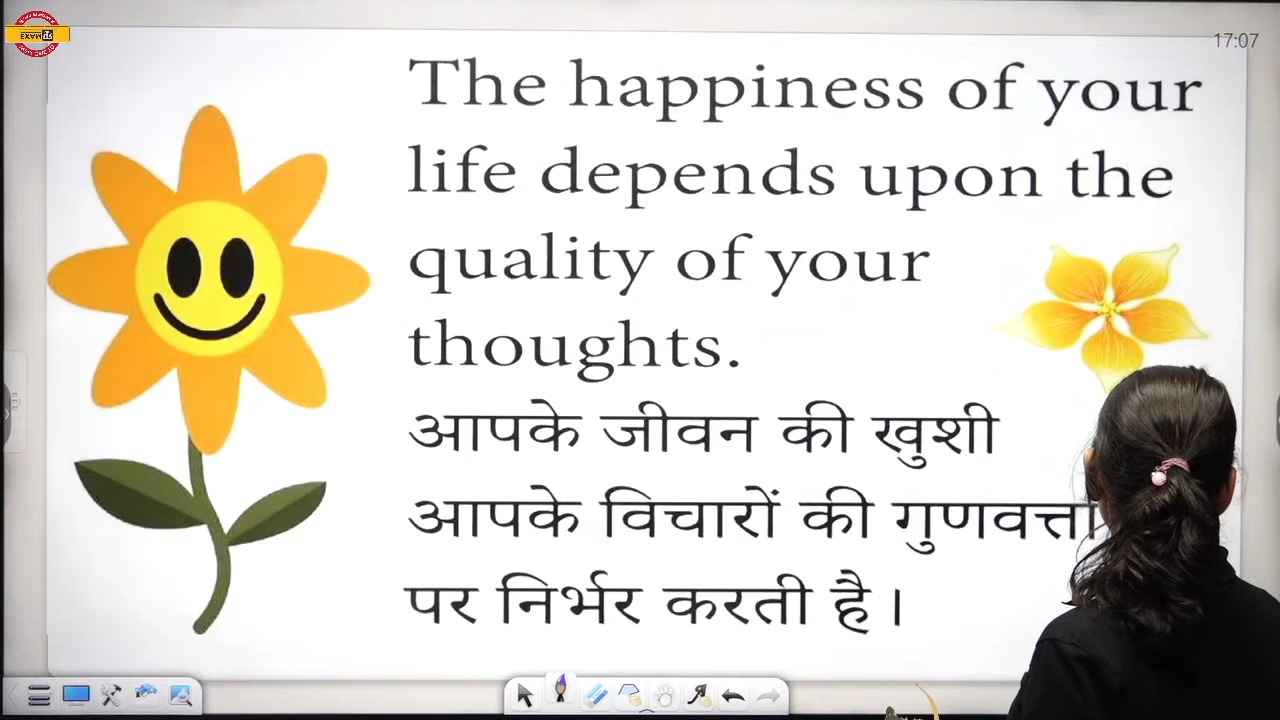 17:07
The happiness of your
life depends upon the
quality of your
thoughts.
आपके जीवन की खुशी
आपके विचारों की गुणवत्ता
पर निर्भर करती है।